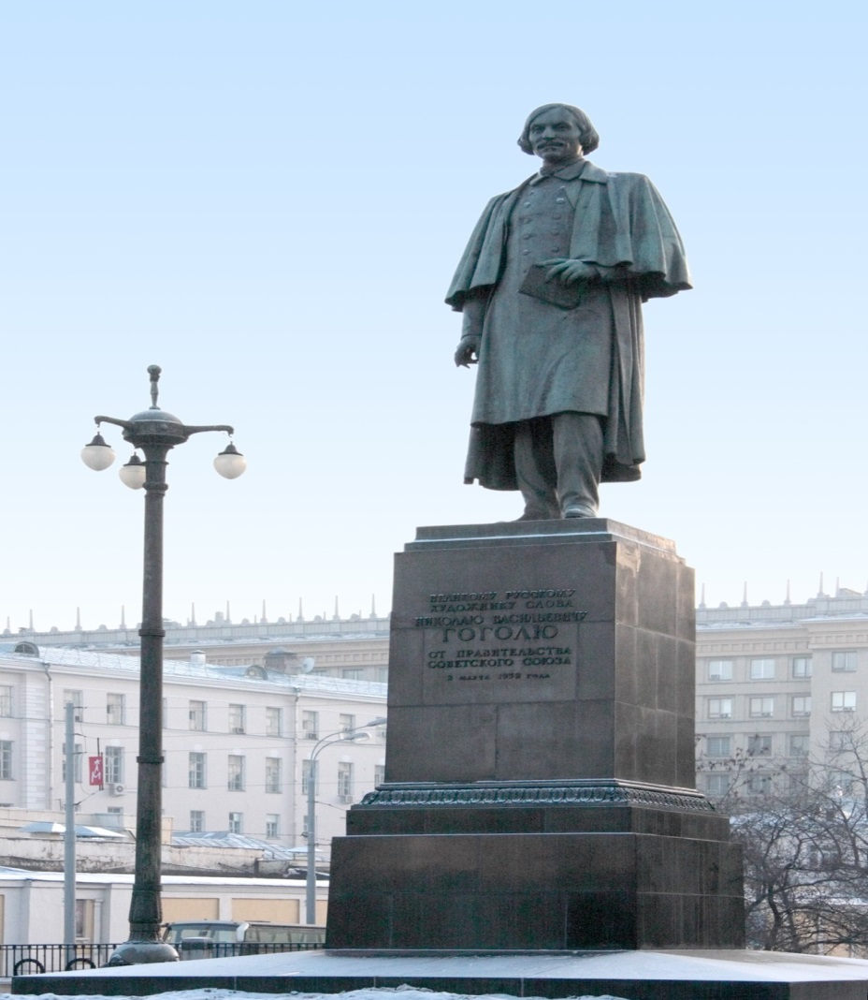 ВЕЛИКОМУ РУССКОМУ
ХУДОЖНИКУ СЛОВА
НИКОЛАЮ ВАСИЛЬЕВИЧУ
ГОГОЛЮ
ОТ ПРАВИТЕЛЬСТВА
СОВЕТСКОГО СОЮЗА
2 МАРТА 1952 ГОДА